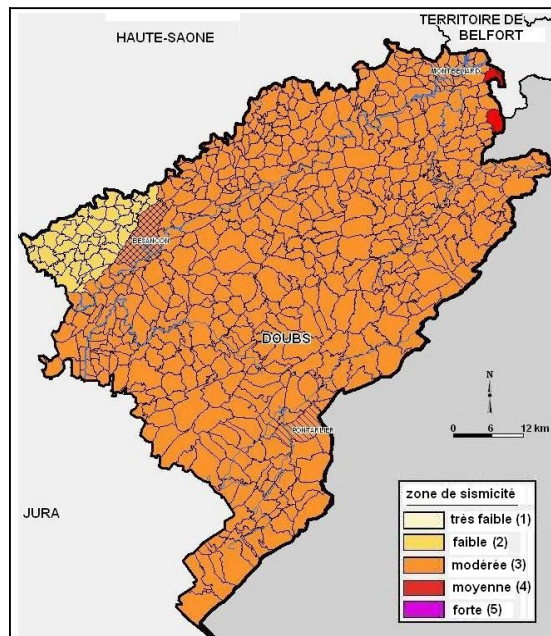 TERRITOIRE DE
BELFORT
HAUTE-SAONE
MONTBELIARD
BESANCON
DOUBS
PONTARLIER
N
0 6 12 km
JURA
zone de sismicité
très faible (1)
faible (2)
modérée (3)
moyenne (4)
forte (5)